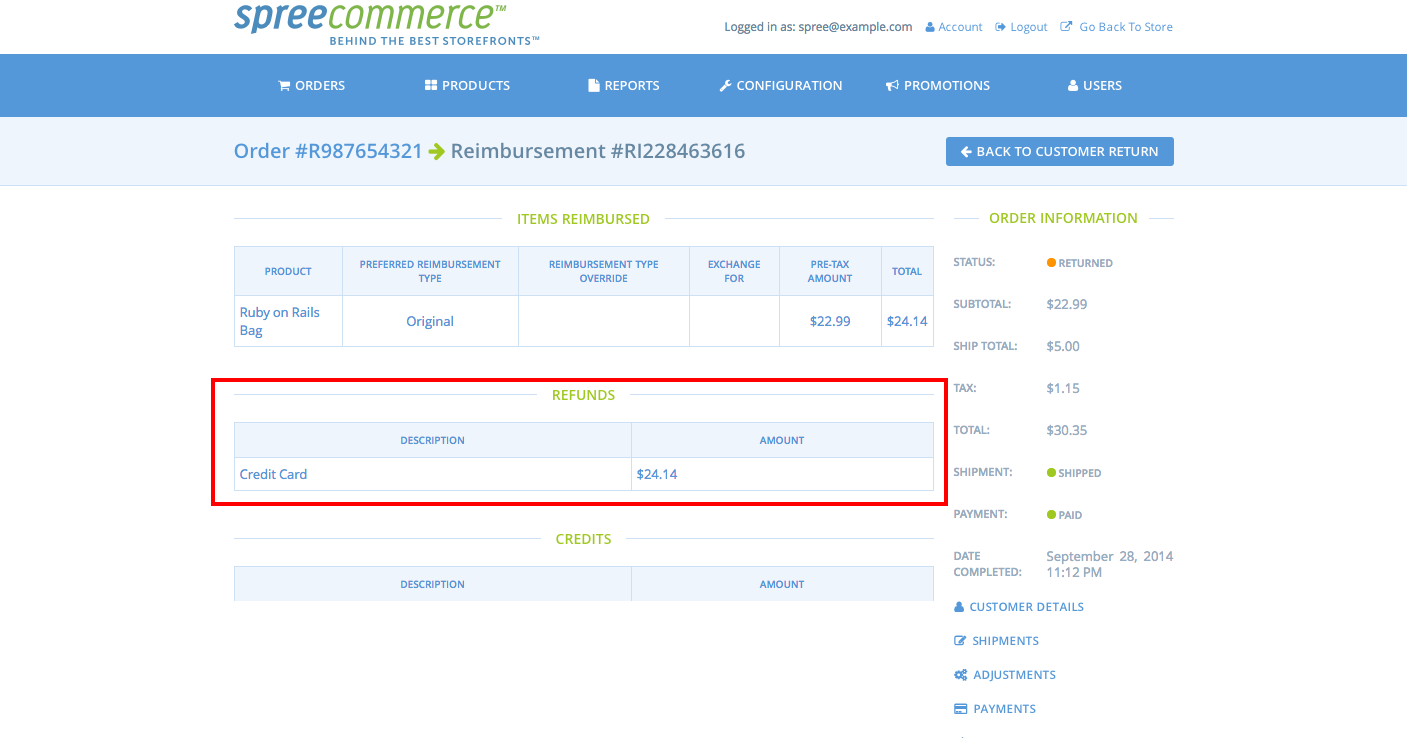 spreecommerce™
BEHIND THE BEST STOREFRONTS™
Logged in as: spree@example.com Account Logout Go Back To Store
ORDERS PRODUCTS REPORTS CONFIGURATION PROMOTIONS USERS
Order #R987654321 Reimbursement #RI228463616
BACK TO CUSTOMER RETURN
ITEMS REIMBURSED
PRODUCT
PREFERRED REIMBURSEMENT
TYPE
REIMBURSEMENT TYPE
OVERRIDE
EXCHANGE
FOR
PRE-TAX
AMOUNT
TOTAL
Ruby on Rails
Bag
Original
$22.99
$24.14
REFUNDS
DESCRIPTION AMOUNT
Credit Card $24.14
CREDITS
DESCRIPTION AMOUNT
ORDER INFORMATION
STATUS: RETURNED
SUBTOTAL: $22.99
SHIP TOTAL: $5.00
TAX: $1.15
TOTAL: $30.35
SHIPMENT: SHIPPED
PAYMENT: PAID
DATE
COMPLETED:
September 28, 2014
11:12 PM
CUSTOMER DETAILS
SHIPMENTS
ADJUSTMENTS
PAYMENTS